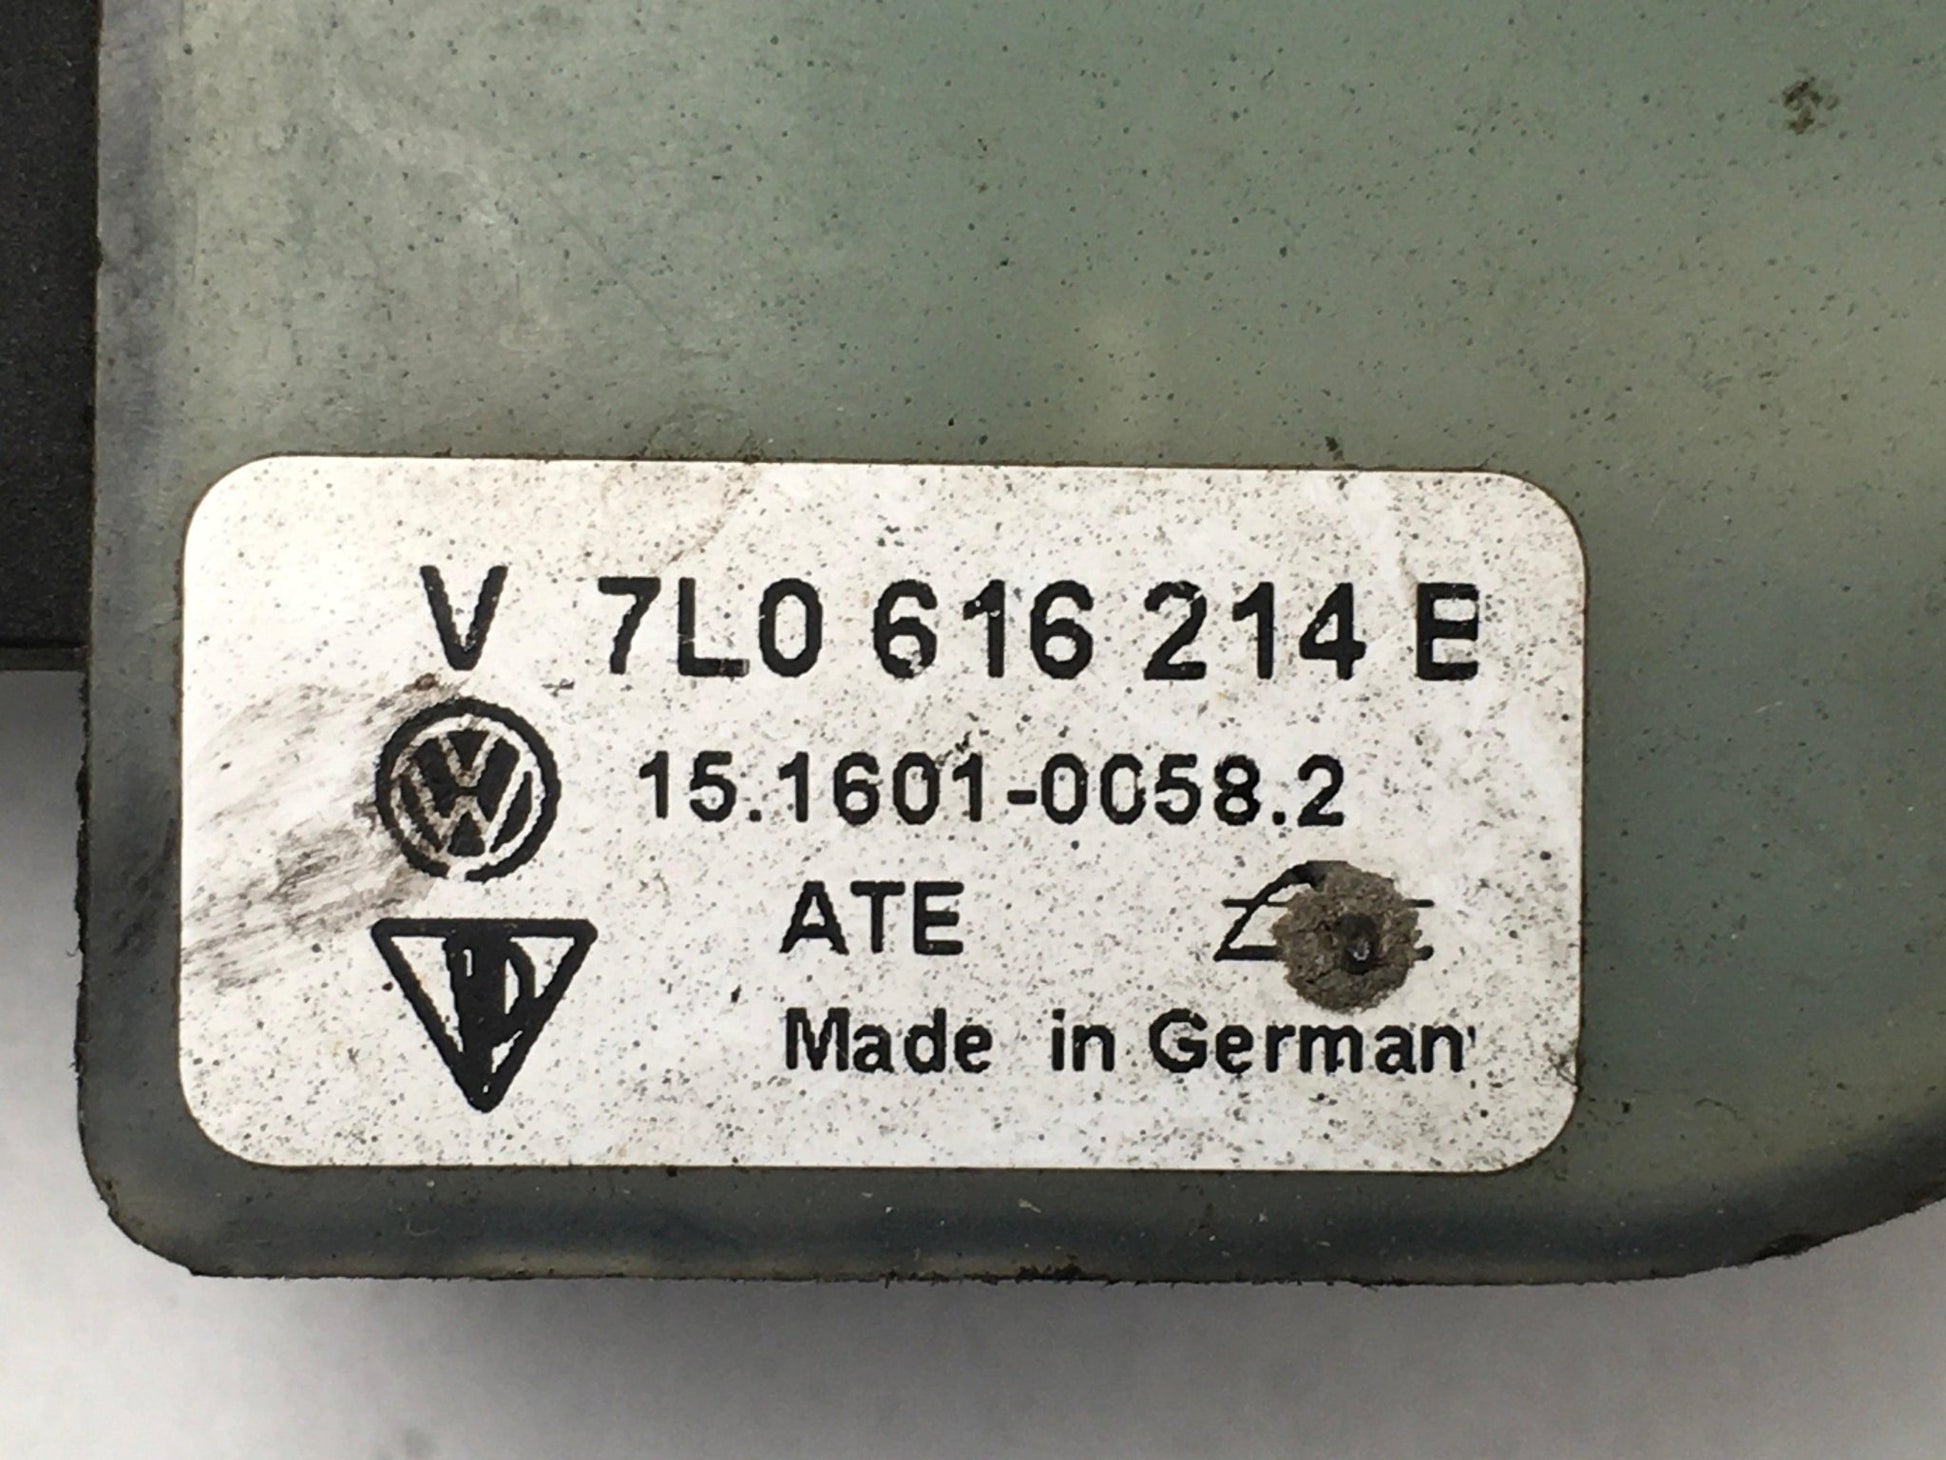 V 7L0 616 214 E
15.1601-0058.2
ATE
Made in German